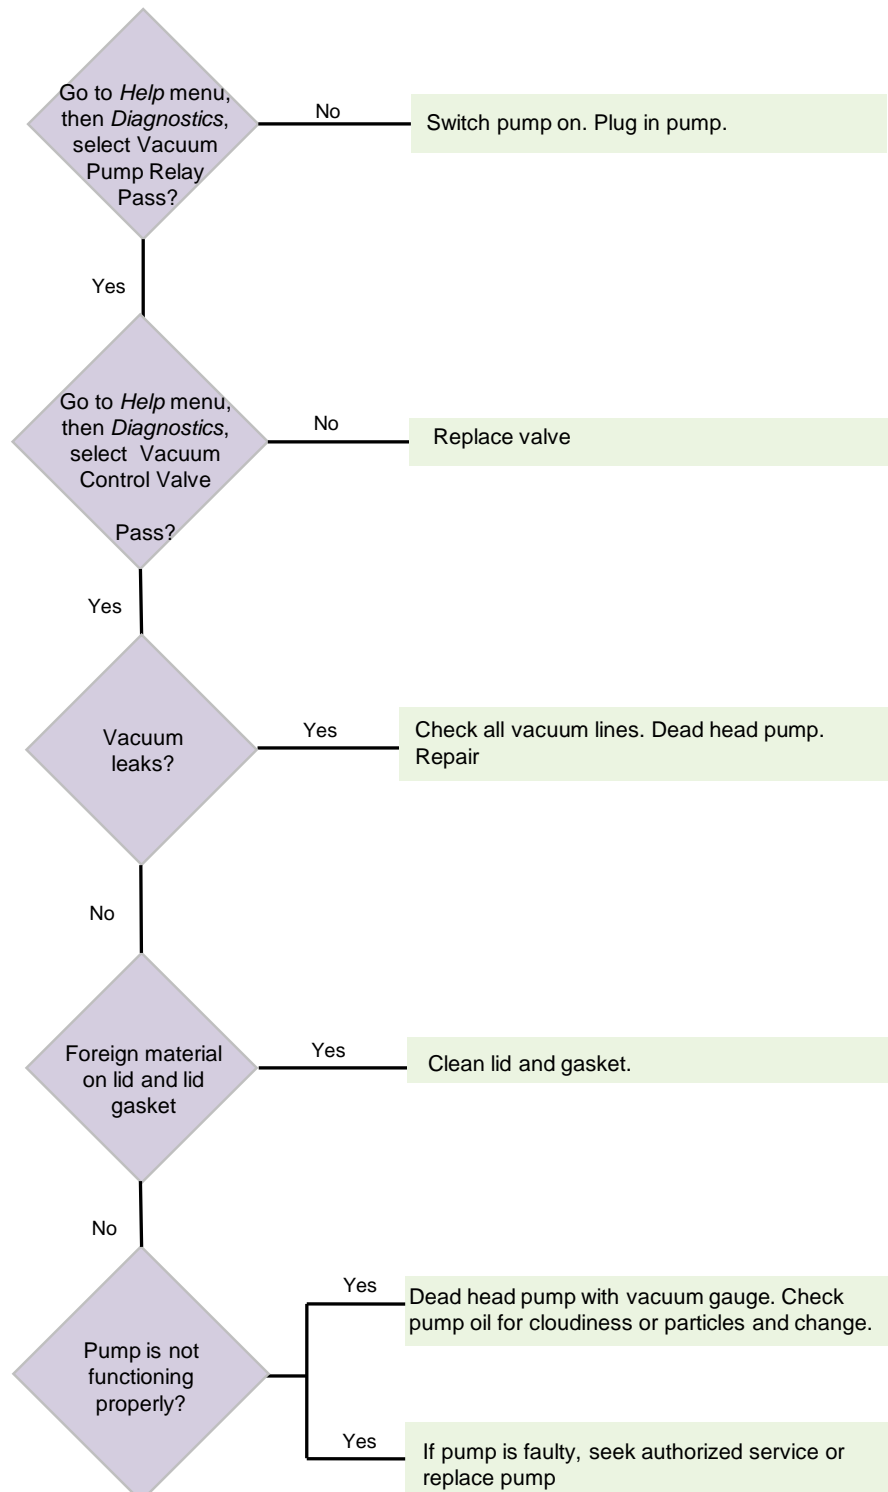 Go to Help menu,
then Diagnostics,
select Vacuum
Pump Relay
Pass?
No
Switch pump on. Plug in pump.
Yes
Go to Help menu,
then Diagnostics,
select Vacuum
Control Valve
Pass?
No
Replace valve
Yes
Vacuum
leaks?
Yes
Check all vacuum lines. Dead head pump.
Repair
No
Foreign material
on lid and lid
gasket
Yes
Clean lid and gasket.
No
Pump is not
functioning
properly?
Yes
Dead head pump with vacuum gauge. Check
pump oil for cloudiness or particles and change.
Yes
If pump is faulty, seek authorized service or
replace pump